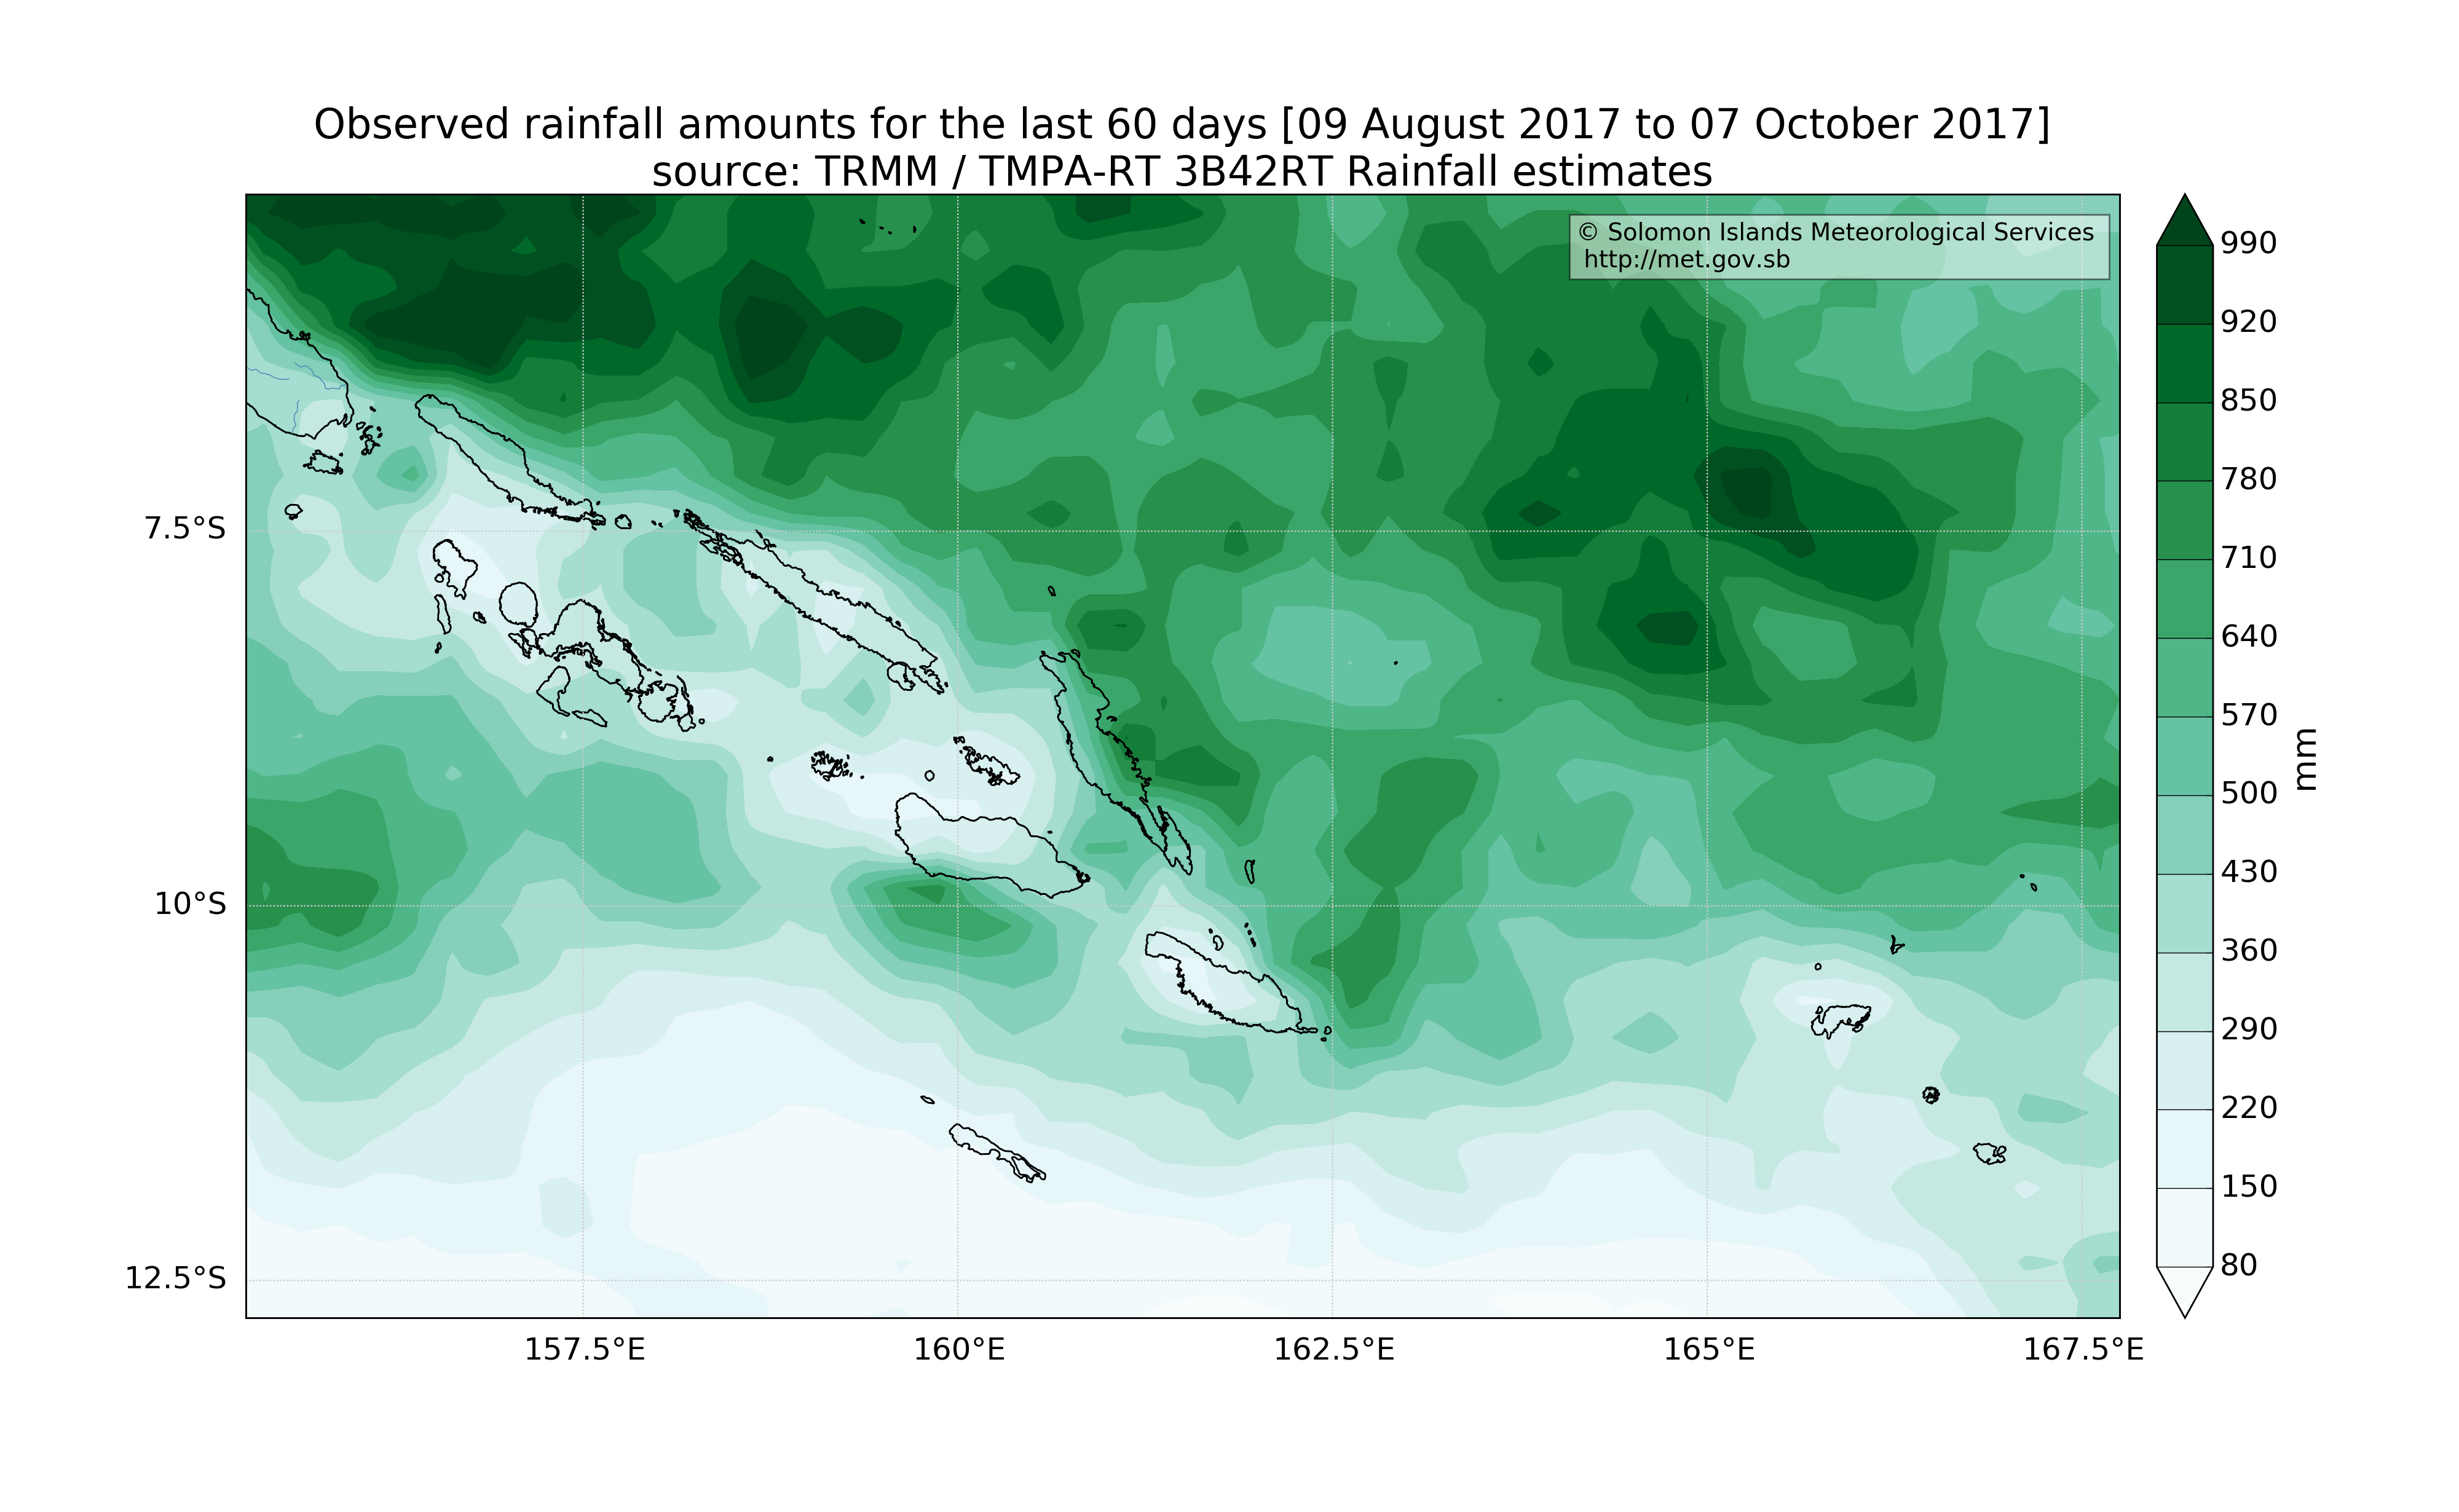 Observed rainfall amounts for the last 60 days [09 August 2017 to 07 October 2017]
source: TRMM / TMPA-RT 3B42RT Rainfall estimates
© Solomon Islands Meteorological Services
http://met.gov.sb
7.5°S
10°S
12.5°S
157.5°E
160°E
162.5°E
165°E
167.5°E
990
920
850
780
710
640
570
500
430
360
290
220
150
80
mm